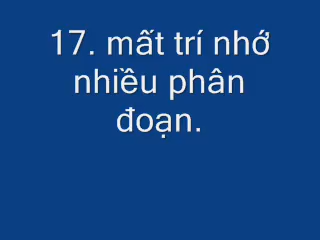 17. mất trí nhớ
nhiều phân
đoạn.